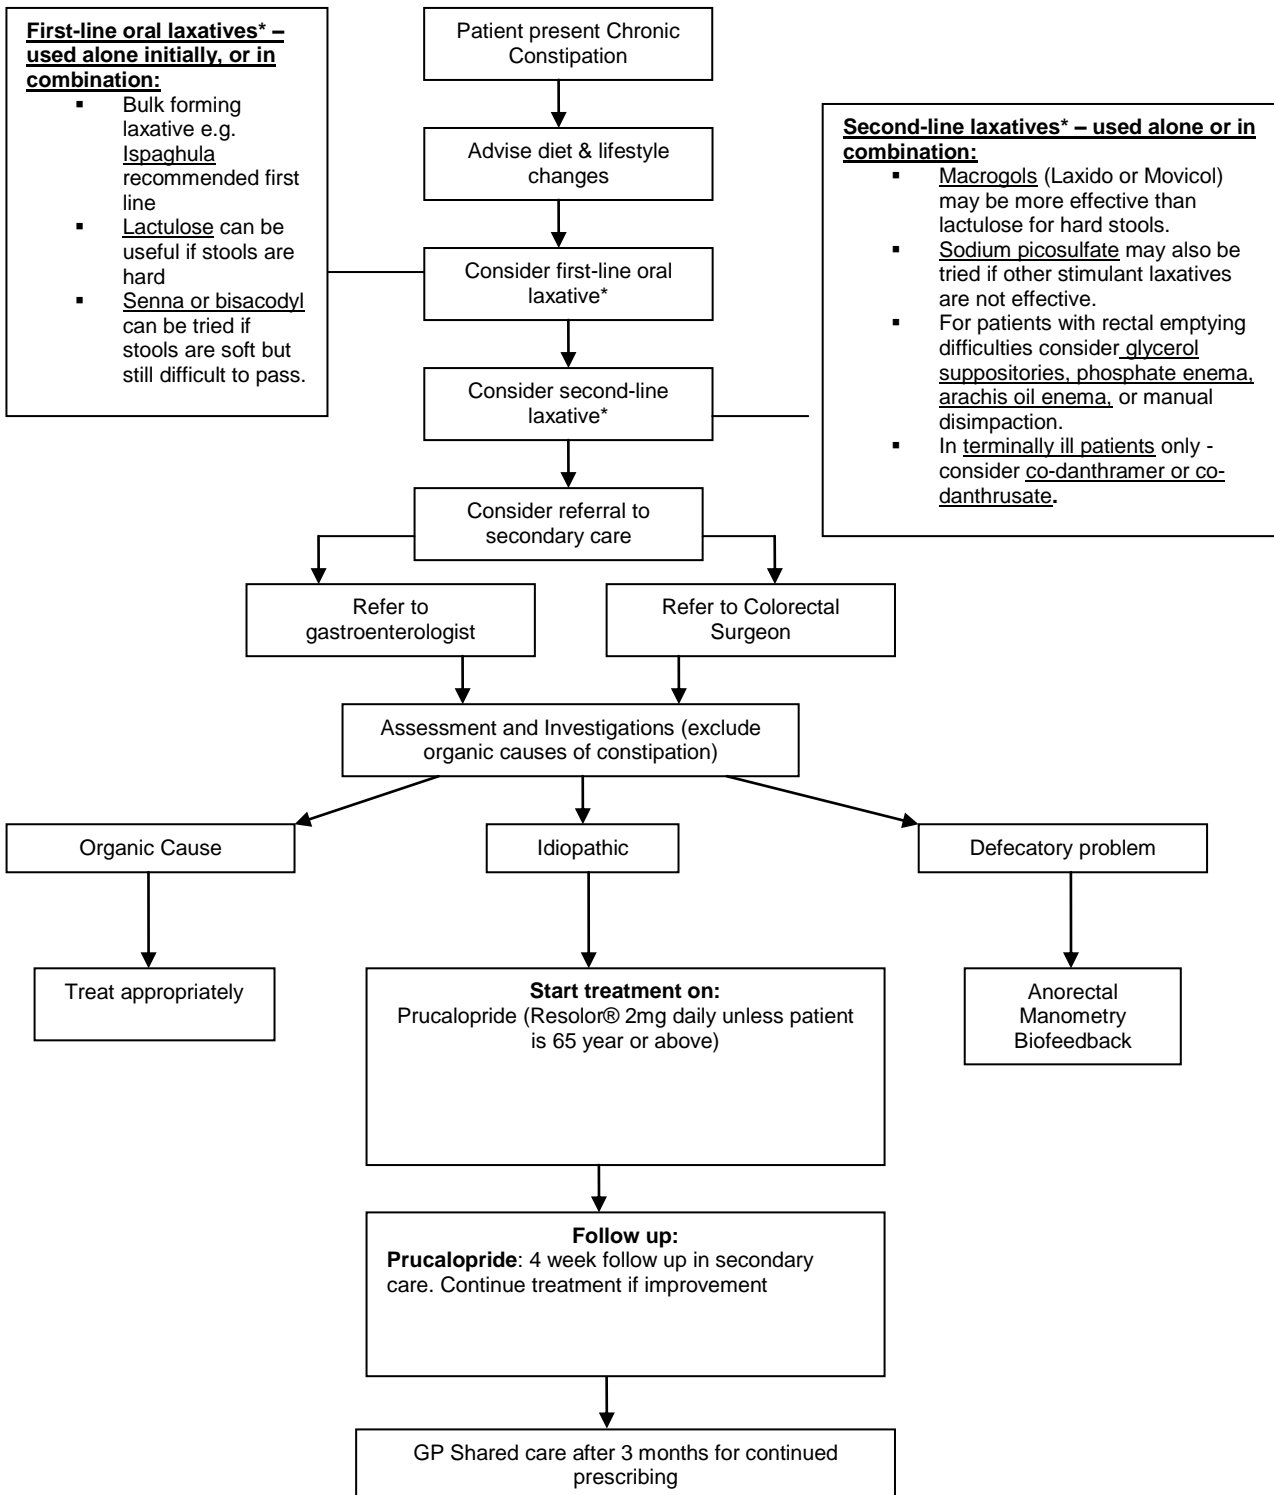 First-line oral laxatives* –
used alone initially, or in
combination:
▪ Bulk forming
laxative e.g.
Ispaghula
recommended first
line
▪ Lactulose can be
useful if stools are
hard
▪ Senna or bisacodyl
can be tried if
stools are soft but
still difficult to pass.
Patient present Chronic
Constipation
Advise diet & lifestyle
changes
Consider first-line oral
laxative*
Consider second-line
laxative*
Second-line laxatives* – used alone or in
combination:
▪ Macrogols (Laxido or Movicol)
may be more effective than
lactulose for hard stools.
▪ Sodium picosulfate may also be
tried if other stimulant laxatives
are not effective.
▪ For patients with rectal emptying
difficulties consider glycerol
suppositories, phosphate enema,
arachis oil enema, or manual
disimpaction.
▪ In terminally ill patients only -
consider co-danthramer or co-
danthrusate.
Consider referral to
secondary care
Refer to
gastroenterologist
Refer to Colorectal
Surgeon
Assessment and Investigations (exclude
organic causes of constipation)
Organic Cause
Idiopathic
Defecatory problem
Treat appropriately
Start treatment on:
Prucalopride (Resolor® 2mg daily unless patient
is 65 year or above)
Anorectal
Manometry
Biofeedback
Follow up:
Prucalopride: 4 week follow up in secondary
care. Continue treatment if improvement
GP Shared care after 3 months for continued
prescribing